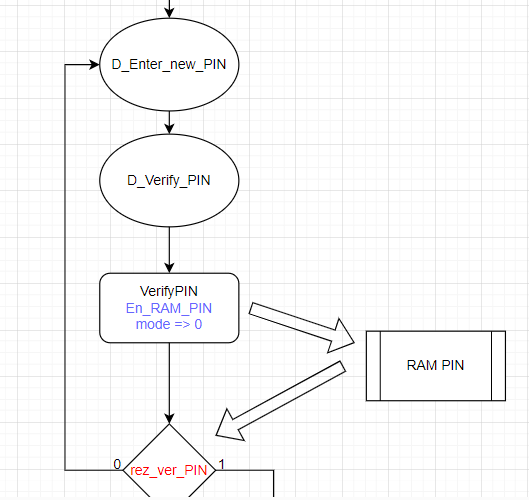 D_Enter_new_PIN
D_Verify_PIN
VerifyPIN
En_RAM_PIN
mode => 0
RAM PIN
0
rez_ver_PIN
1